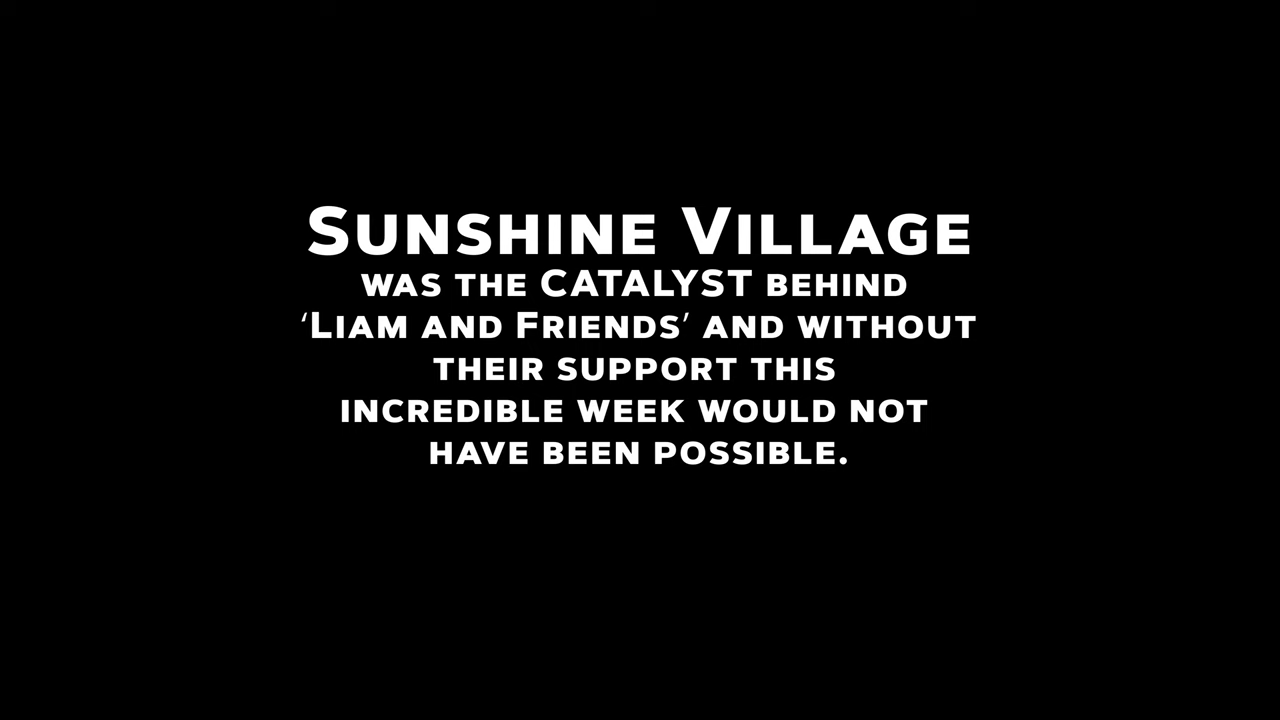 Sunshine Village
was the CATALYST behind
‘Liam and Friends’ and without
their support this
incredible week would not
have been possible.